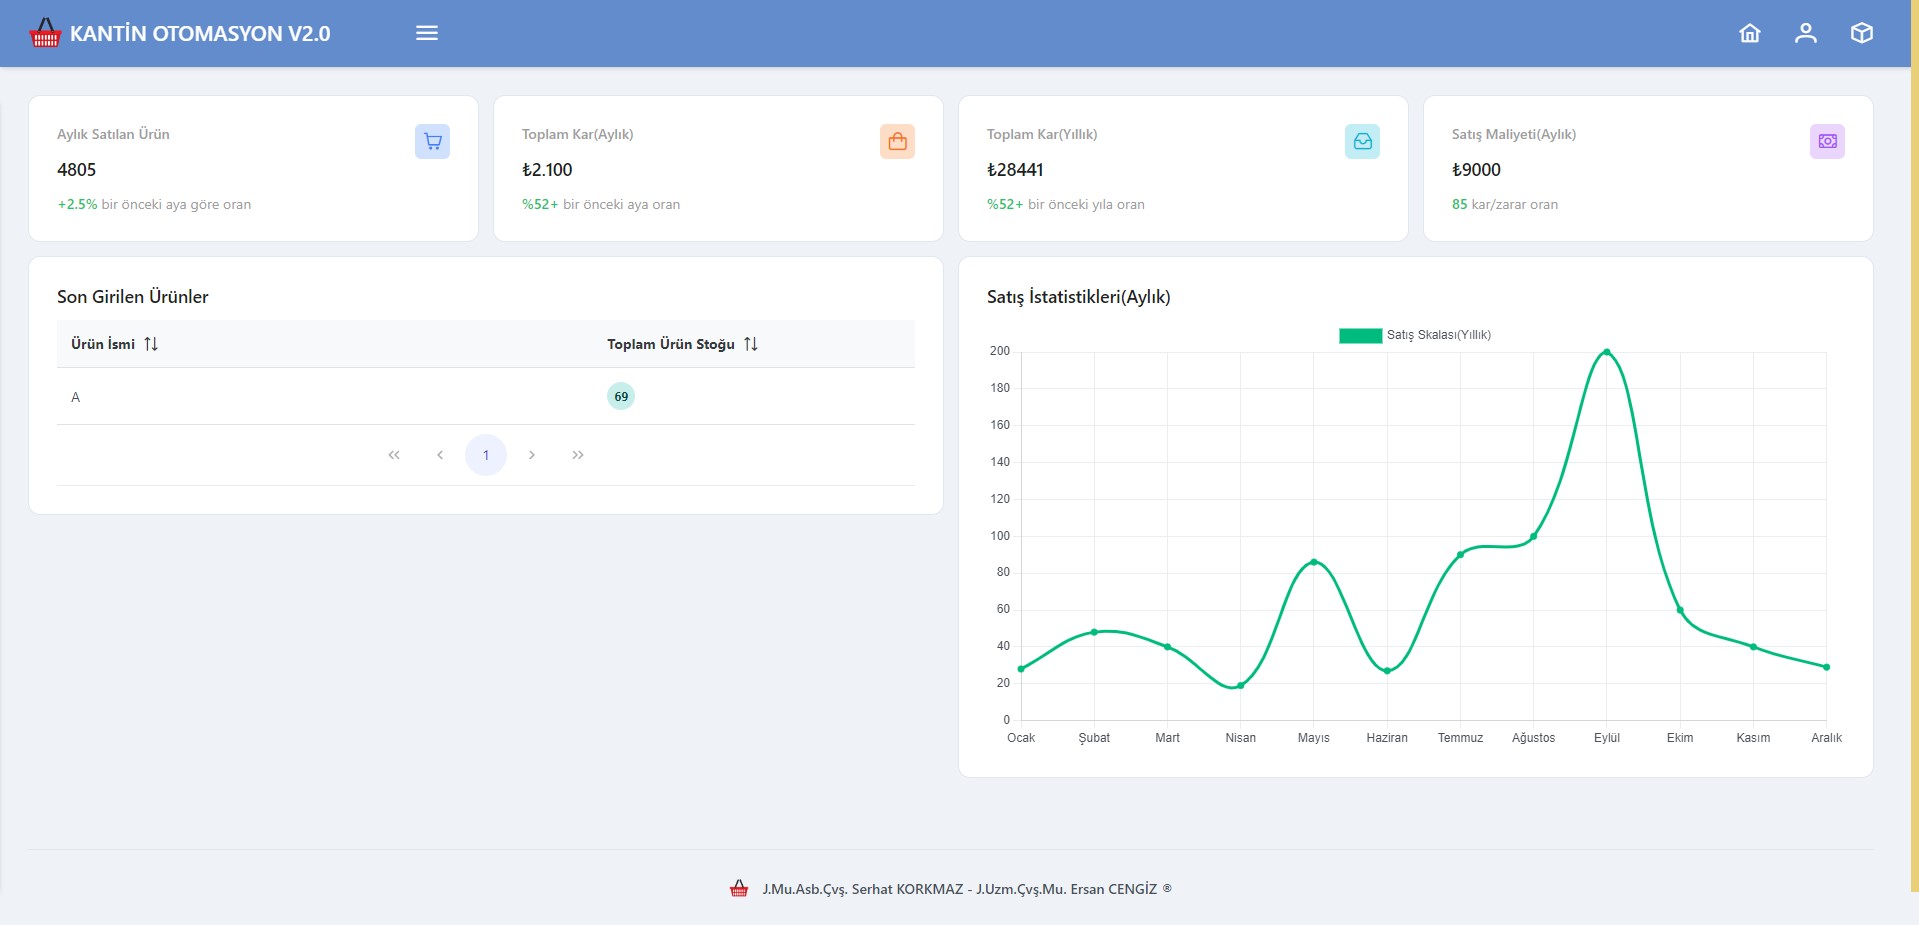 KANTİN OTOMASYON V2.0
Aylık Satılan Ürün
4805
+2.5% bir önceki aya göre oran
Toplam Kar(Aylık)
₺2.100
%52+ bir önceki aya oran
Toplam Kar(Yıllık)
₺28441
%52+ bir önceki yıla oran
Satış Maliyeti(Aylık)
₺9000
85 kar/zarar oran
Son Girilen Ürünler
Ürün İsmi Toplam Ürün Stoğu
A 69
1
Satış İstatistikleri(Aylık)
Satış Skalası(Yıllık)
200
180
160
140
120
100
80
60
40
20
0
Ocak Şubat Mart Nisan Mayıs Haziran Temmuz Ağustos Eylül Ekim Kasım Aralık
J.Mu.Asb.Çvş. Serhat KORKMAZ - J.Uzm.Çvş.Mu. Ersan CENGİZ ®